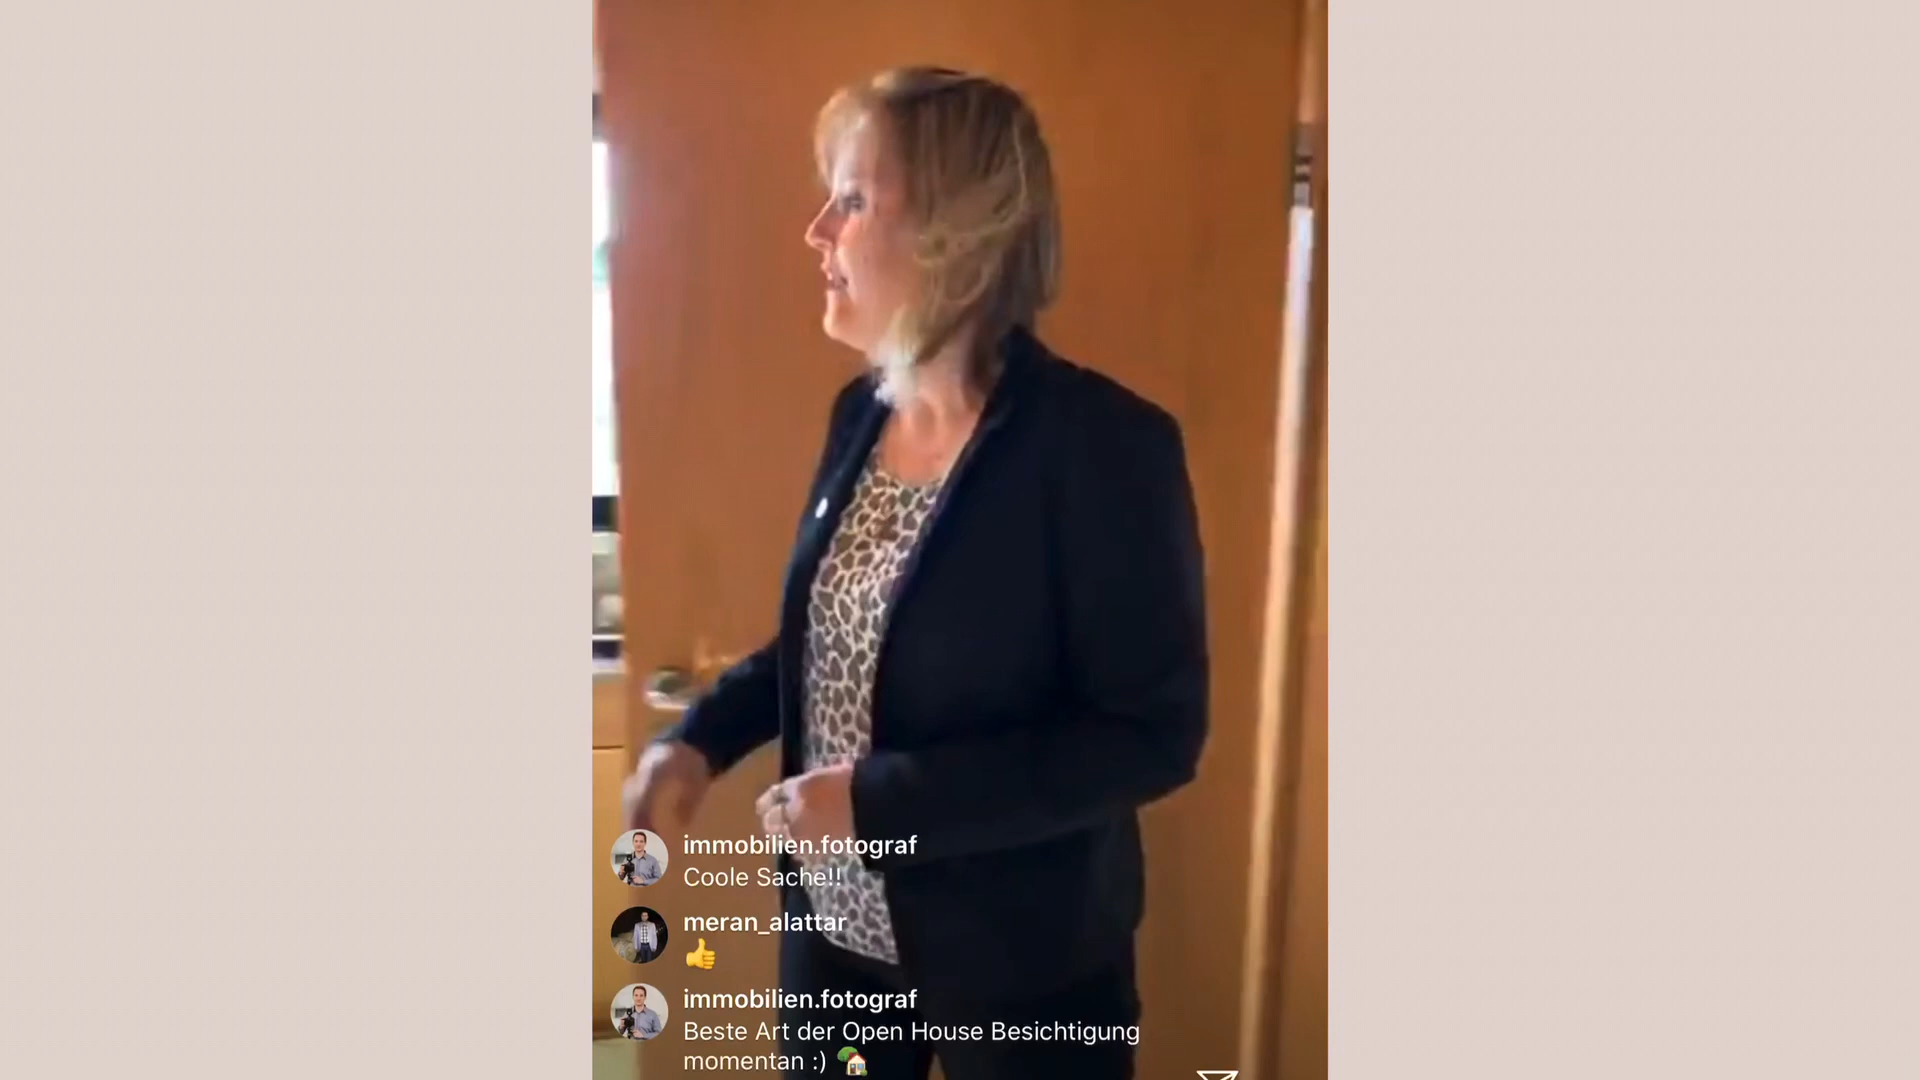 immobilien.fotograf
Coole Sache!!
meran_alattar
👍
immobilien.fotograf
Beste Art der Open House Besichtigung
momentan :) 🏡